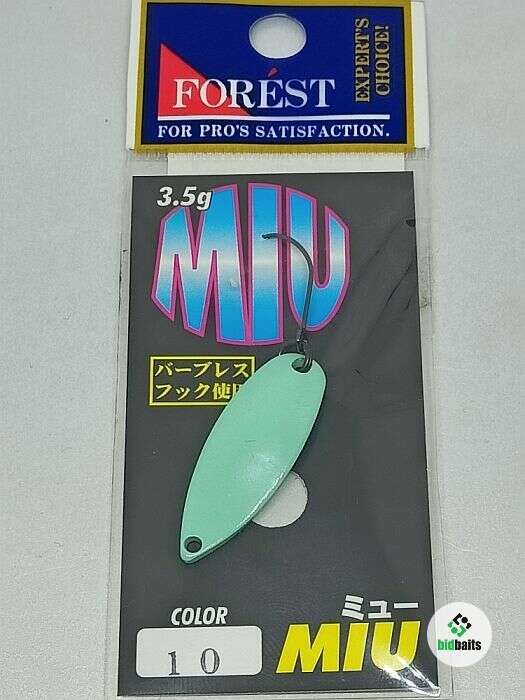 FORÉST
EXPERT'S
CHOICE!
FOR PRO'S SATISFACTION.
3.5g
MIU
バーブレス
フック使用
COLOR
10
ミュー
MIU
bidbaits